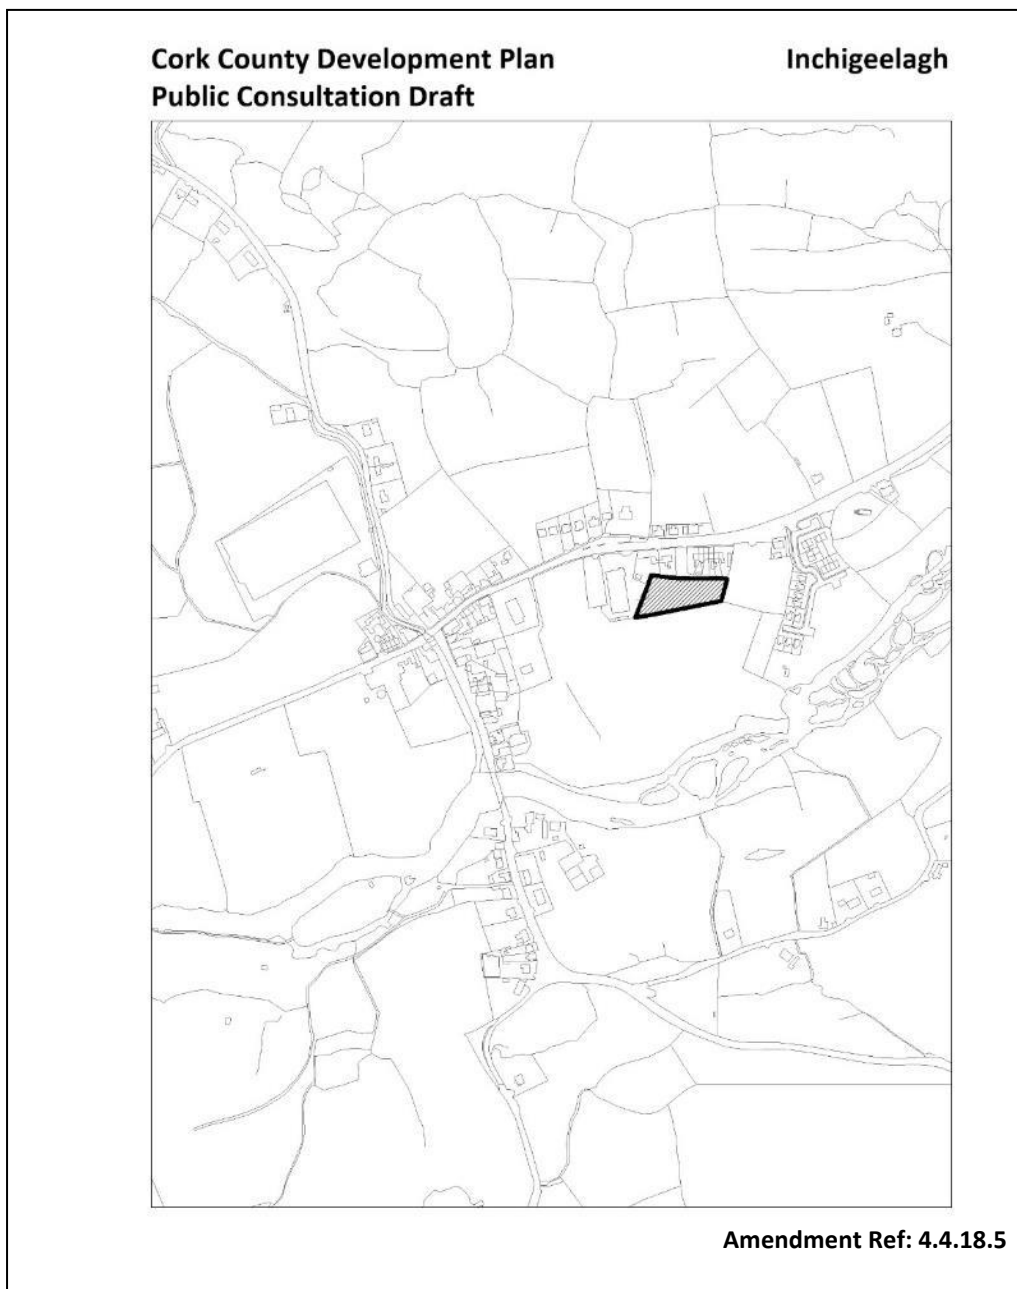 Cork County Development Plan
Inchigeelagh
Public Consultation Draft
Amendment Ref: 4.4.18.5